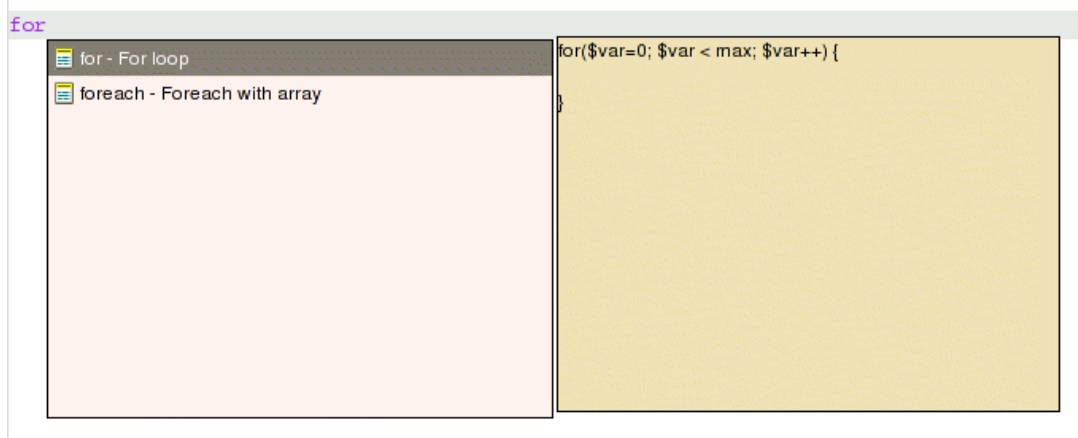 for
for - For loop
foreach - Foreach with array
for($var=0; $var < max; $var++) {
}